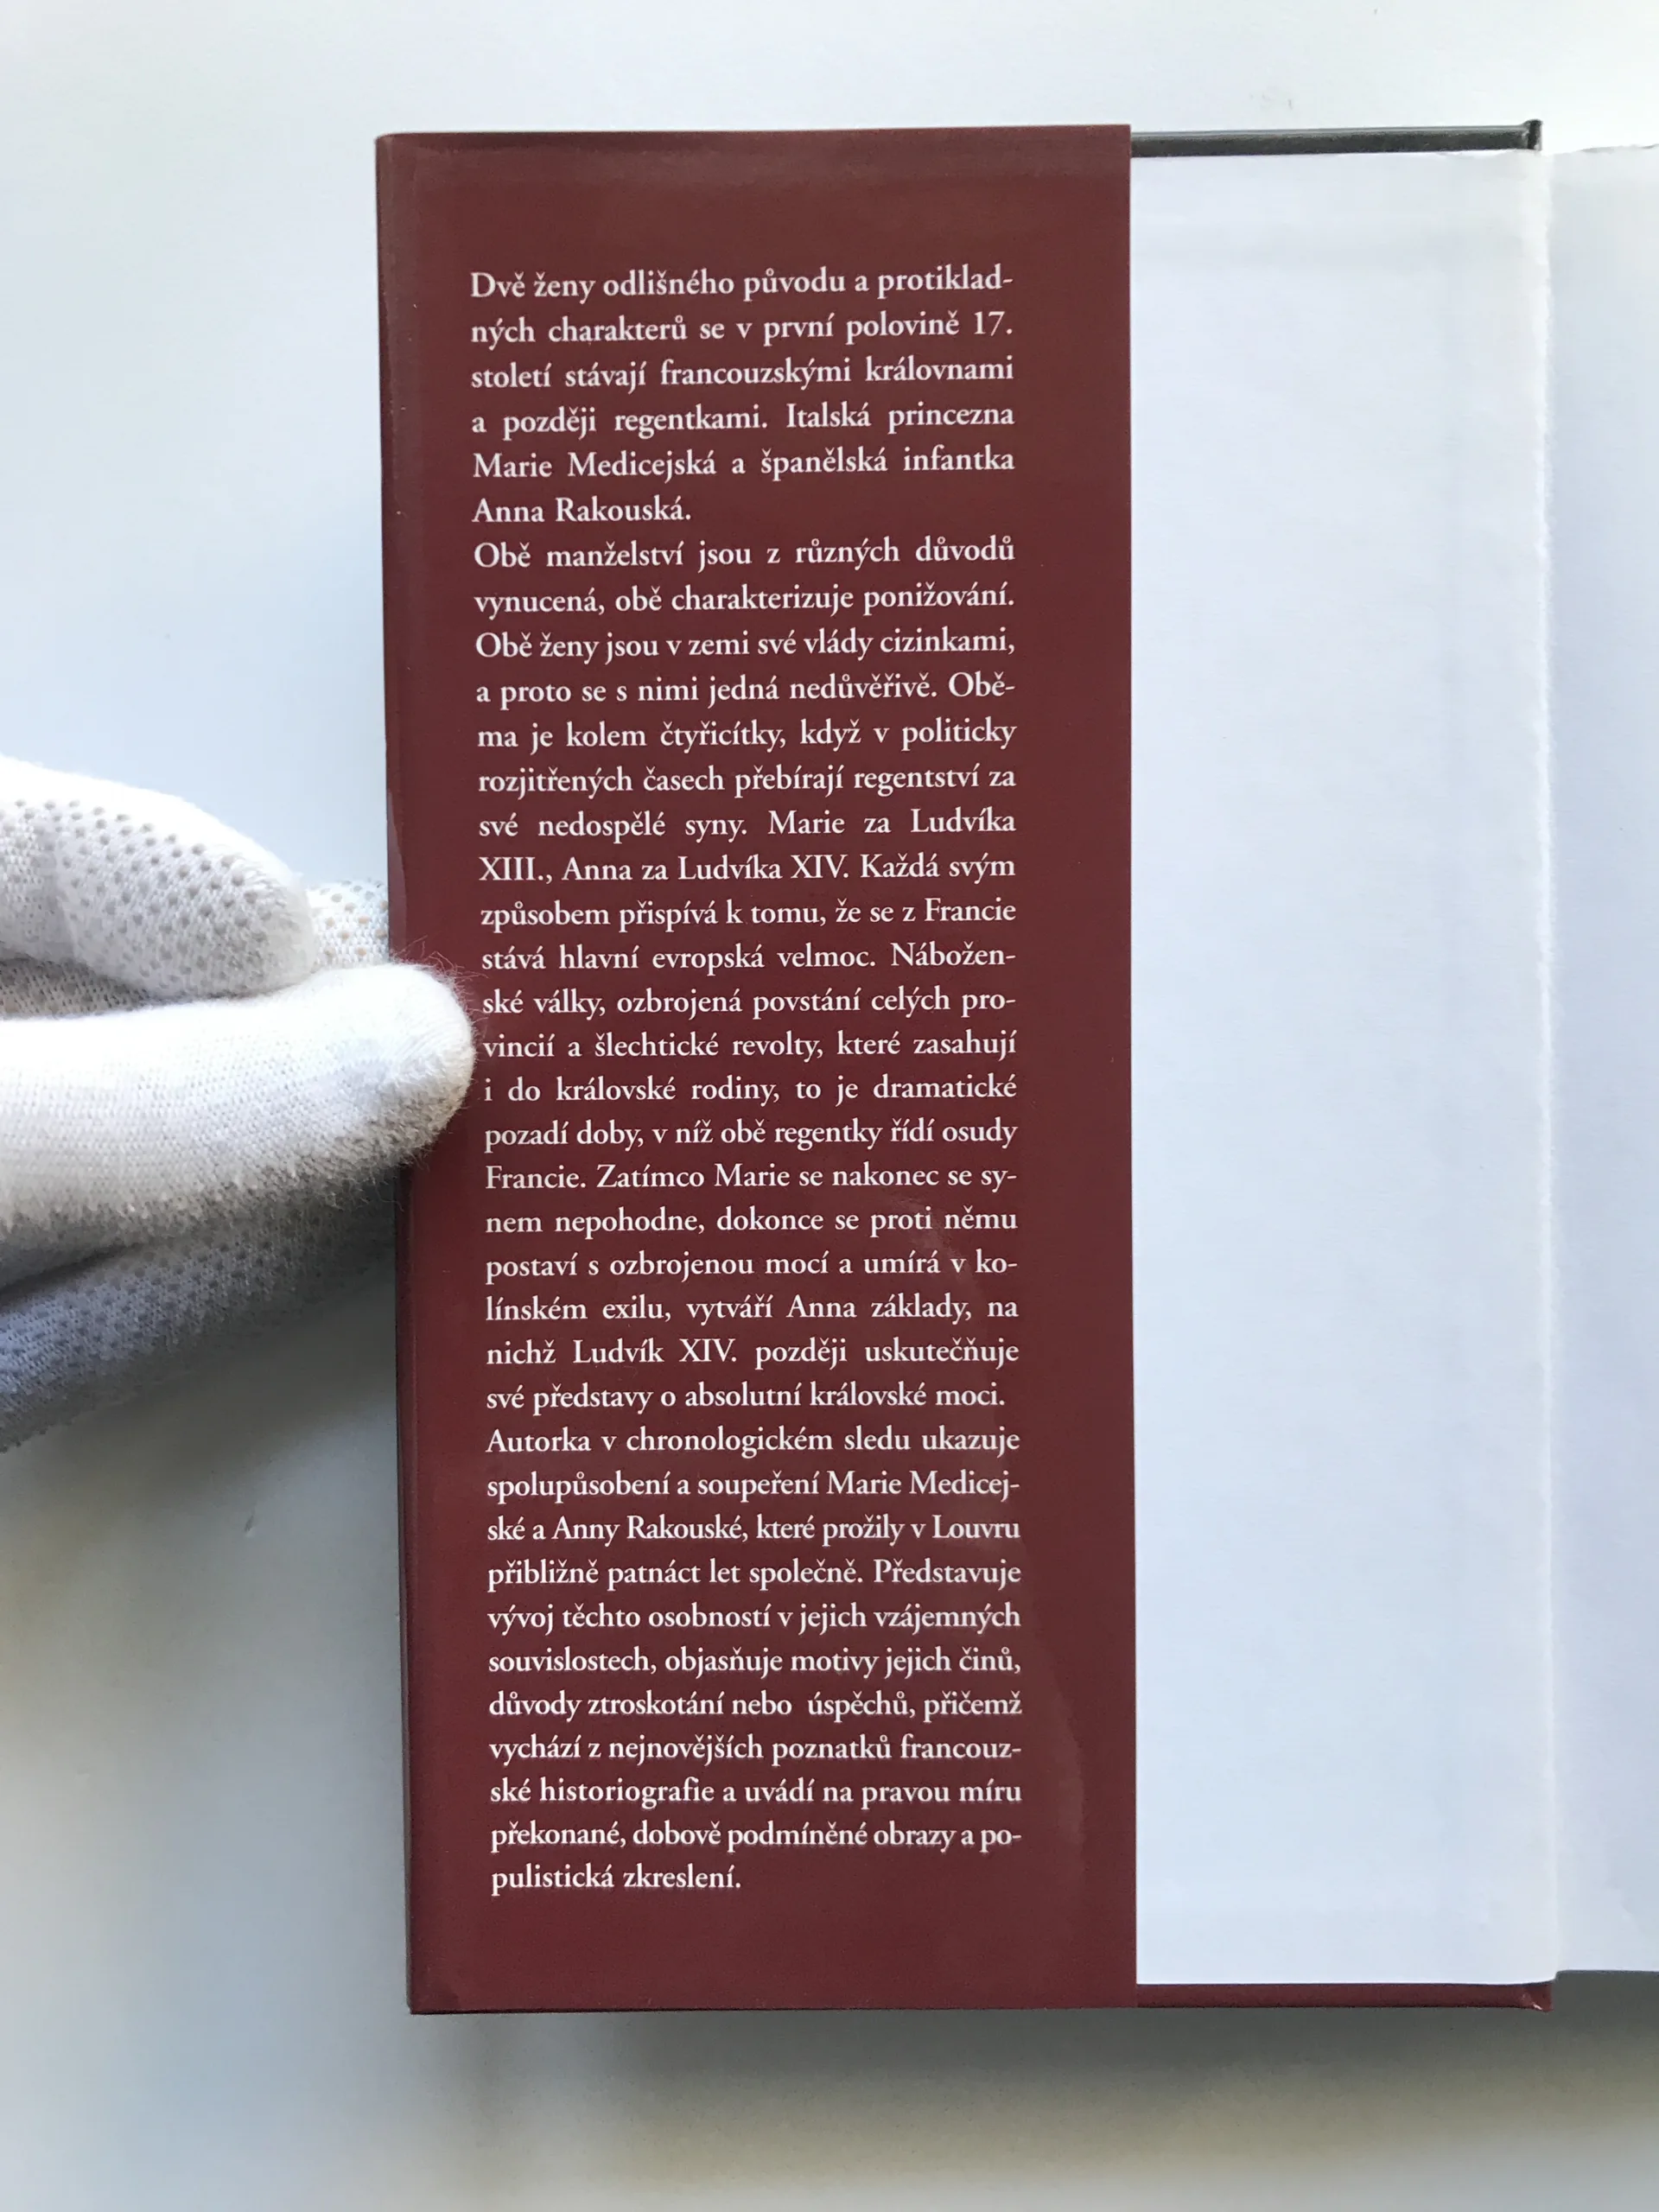 Dvě ženy odlišného původu a protiklad-
ných charakterů se v první polovině 17.
století stávají francouzskými královnami
a později regentkami. Italská princezna
Marie Medicejská a španělská infantka
Anna Rakouská.
Obě manželství jsou z různých důvodů
vynucená, obě charakterizuje ponižování.
Obě ženy jsou v zemi své vlády cizinkami,
a proto se s nimi jedná nedůvěřivě. Obě-
ma je kolem čtyřicítky, když v politicky
rozjitřených časech přebírají regentství za
své nedospělé syny. Marie za Ludvíka
XIII., Anna za Ludvíka XIV. Každá svým
způsobem přispívá k tomu, že se z Francie
stává hlavní evropská velmoc. Nábožen-
ské války, ozbrojená povstání celých pro-
vincií a šlechtické revolty, které zasahují
i do královské rodiny, to je dramatické
pozadí doby, v níž obě regentky řídí osudy
Francie. Zatímco Marie se nakonec se sy-
nem nepohodne, dokonce se proti němu
postaví s ozbrojenou mocí a umírá v ko-
línském exilu, vytváří Anna základy, na
nichž Ludvík XIV. později uskutečňuje
své představy o absolutní královské moci.
Autorka v chronologickém sledu ukazuje
spolupůsobení a soupeření Marie Medicej-
ské a Anny Rakouské, které prožily v Louvru
přibližně patnáct let společně. Představuje
vývoj těchto osobností v jejich vzájemných
souvislostech, objasňuje motivy jejich činů,
důvody ztroskotání nebo  úspěchů, přičemž
vychází z nejnovějších poznatků francouz-
ské historiografie a uvádí na pravou míru
překonané, dobově podmíněné obrazy a po-
pulistická zkreslení.